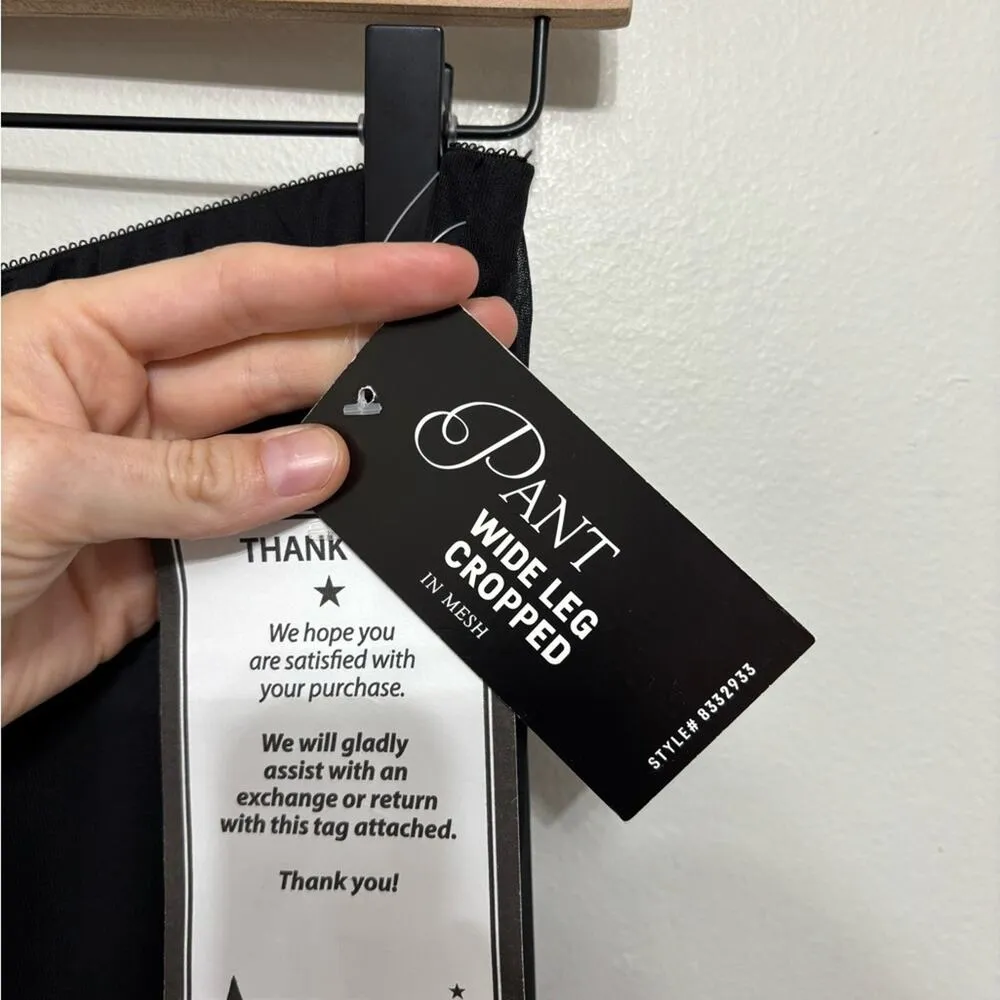 PANT
WIDE LEG
CROPPED
IN MESH
STYLE# 8332933
THANK
We hope you
are satisfied with
your purchase.
We will gladly
assist with an
exchange or return
with this tag attached.
Thank you!